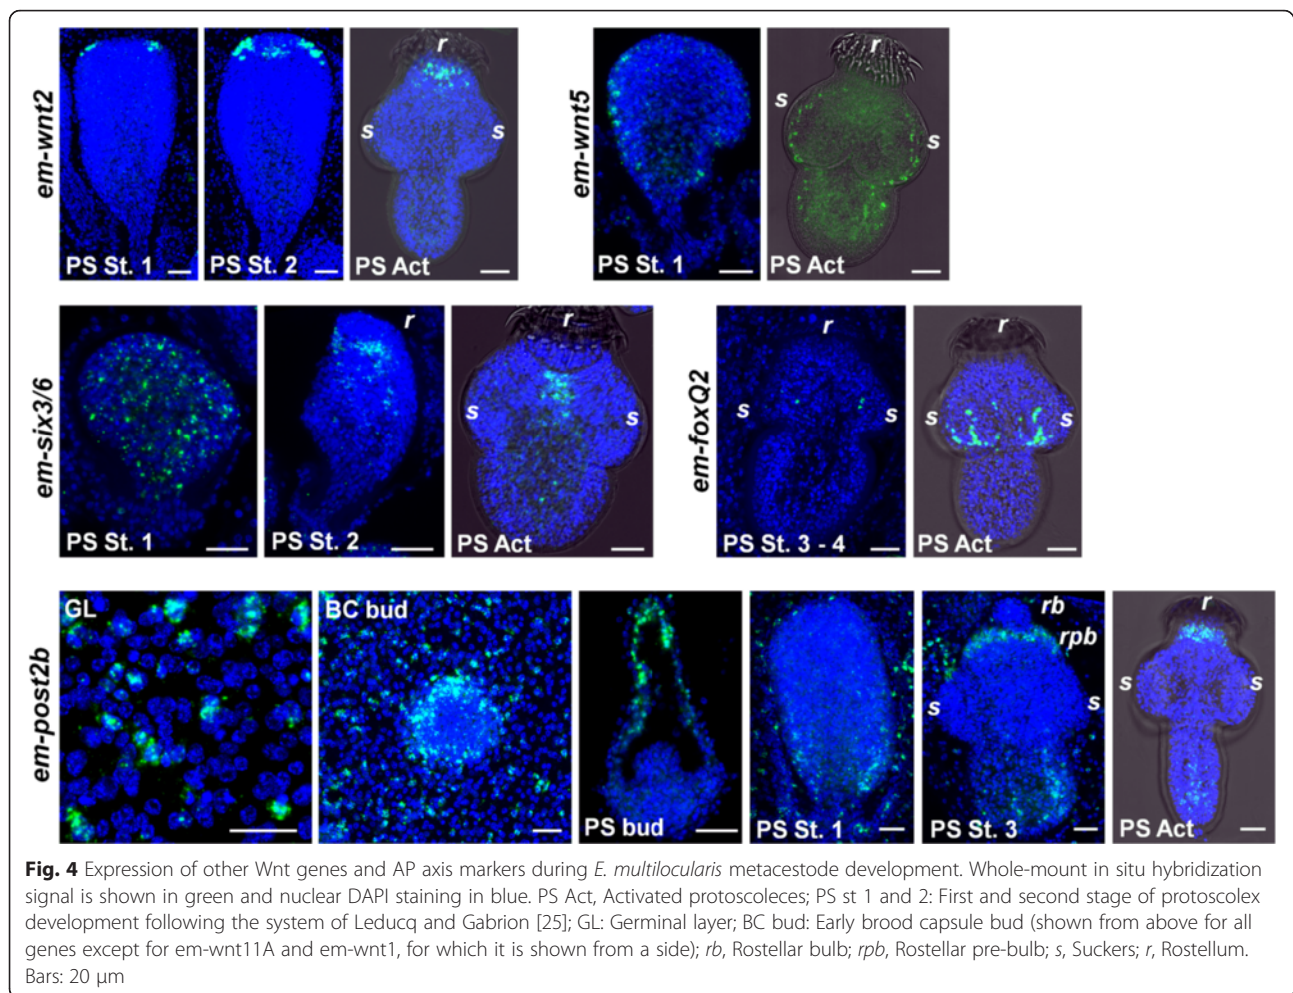 em-wnt2
r
s
s
PS St. 1
PS St. 2
PS Act
em-wnt5
r
s
s
PS St. 1
PS Act
em-six3/6
r
r
s
s
PS St. 1
PS St. 2
PS Act
em-foxQ2
r
r
s
s
s
s
PS St. 3 - 4
PS Act
em-post2b
GL
BC bud
PS bud
PS St. 1
rb
rpb
s
s
PS St. 3
r
s
s
PS Act
Fig. 4 Expression of other Wnt genes and AP axis markers during E. multilocularis metacestode development. Whole-mount in situ hybridization
signal is shown in green and nuclear DAPI staining in blue. PS Act, Activated protoscoleces; PS st 1 and 2: First and second stage of protoscolex
development following the system of Leducq and Gabrion [25]; GL: Germinal layer; BC bud: Early brood capsule bud (shown from above for all
genes except for em-wnt11A and em-wnt1, for which it is shown from a side); rb, Rostellar bulb; rpb, Rostellar pre-bulb; s, Suckers; r, Rostellum.
Bars: 20 μm